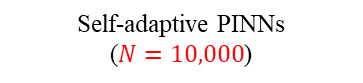 Self-adaptive PINNs
(N = 10,000)